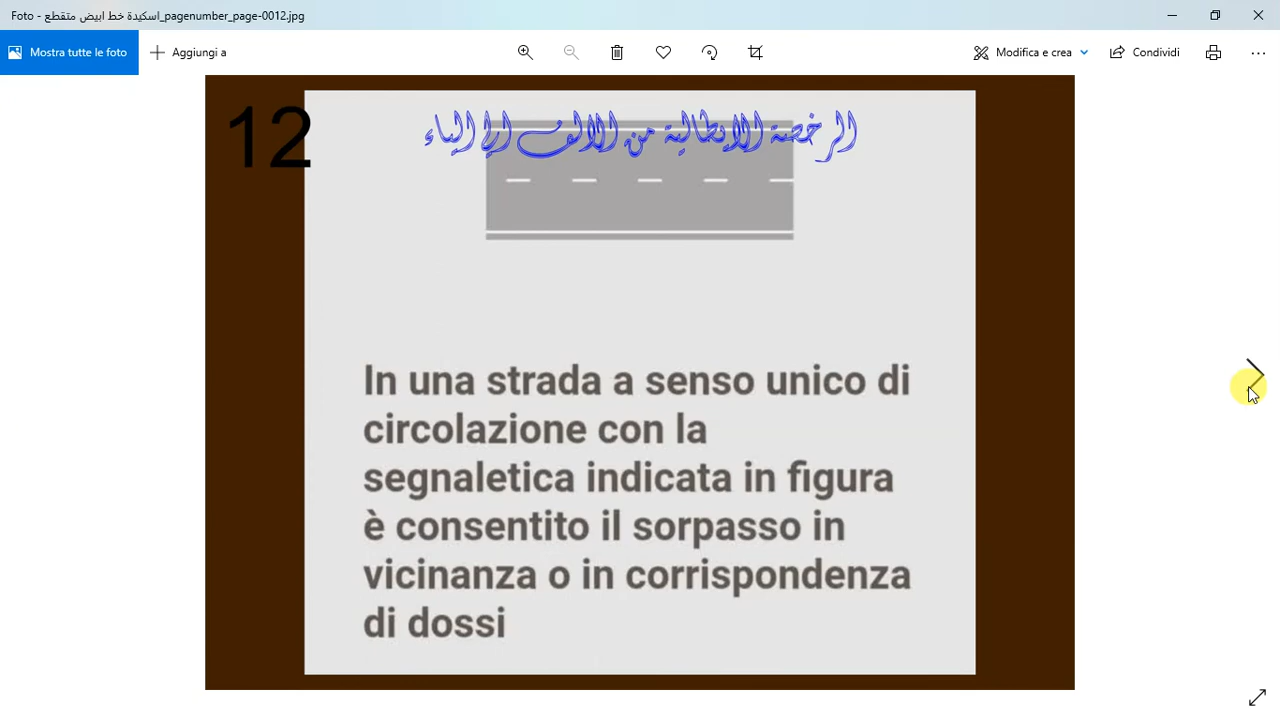 Foto - اسكيدة خط ابيض متقطع_pagenumber_page-0012.jpg
Mostra tutte le foto
Aggiungi a
Modifica e crea
Condividi
12
الرخصة الإيطالية من الالف الى الياء
In una strada a senso unico di
circolazione con la
segnaletica indicata in figura
è consentito il sorpasso in
vicinanza o in corrispondenza
di dossi